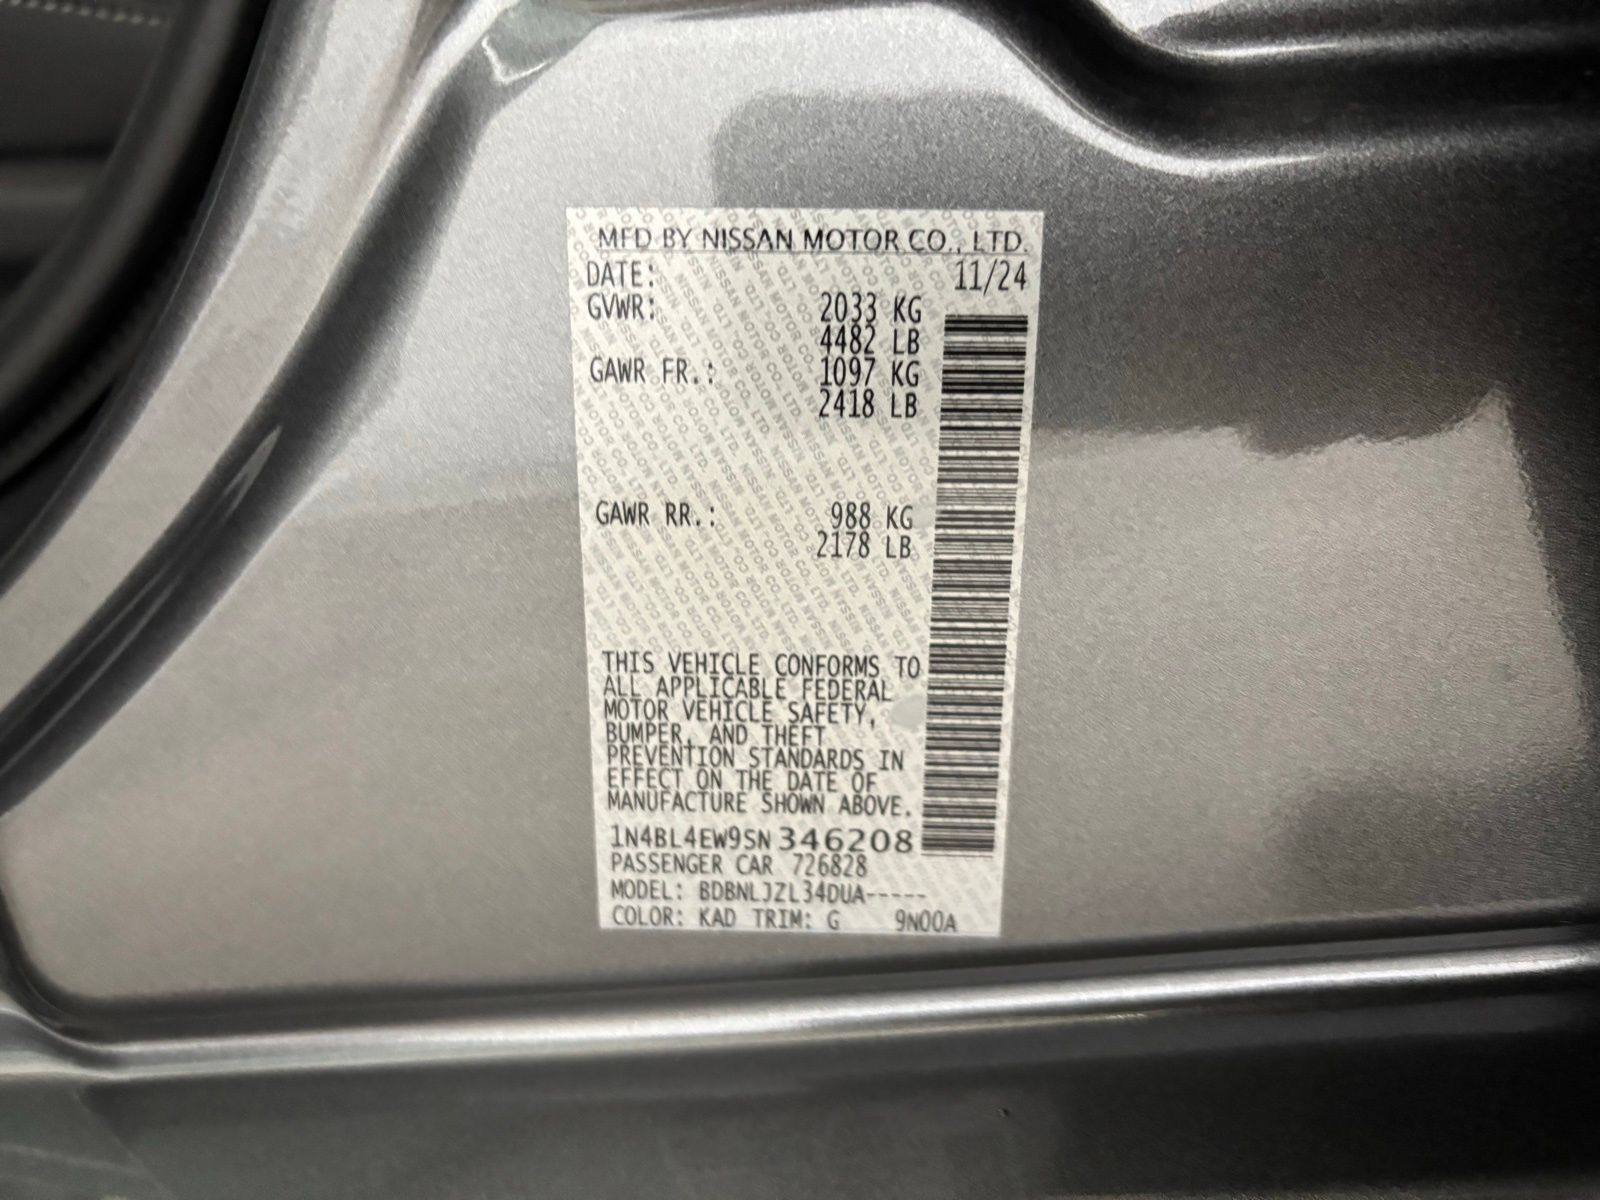 MFD BY NISSAN MOTOR CO., LTD.
DATE: 11/24
GVWR: 2033 KG
4482 LB
GAWR FR.: 1097 KG
2418 LB
GAWR RR.: 988 KG
2178 LB
THIS VEHICLE CONFORMS TO
ALL APPLICABLE FEDERAL
MOTOR VEHICLE SAFETY,
BUMPER, AND THEFT
PREVENTION STANDARDS IN
EFFECT ON THE DATE OF
MANUFACTURE SHOWN ABOVE.
1N4BL4EW9SN346208
PASSENGER CAR 726828
MODEL: BDBNLJZL34DUA-----
COLOR: KAD TRIM: G 9N00A